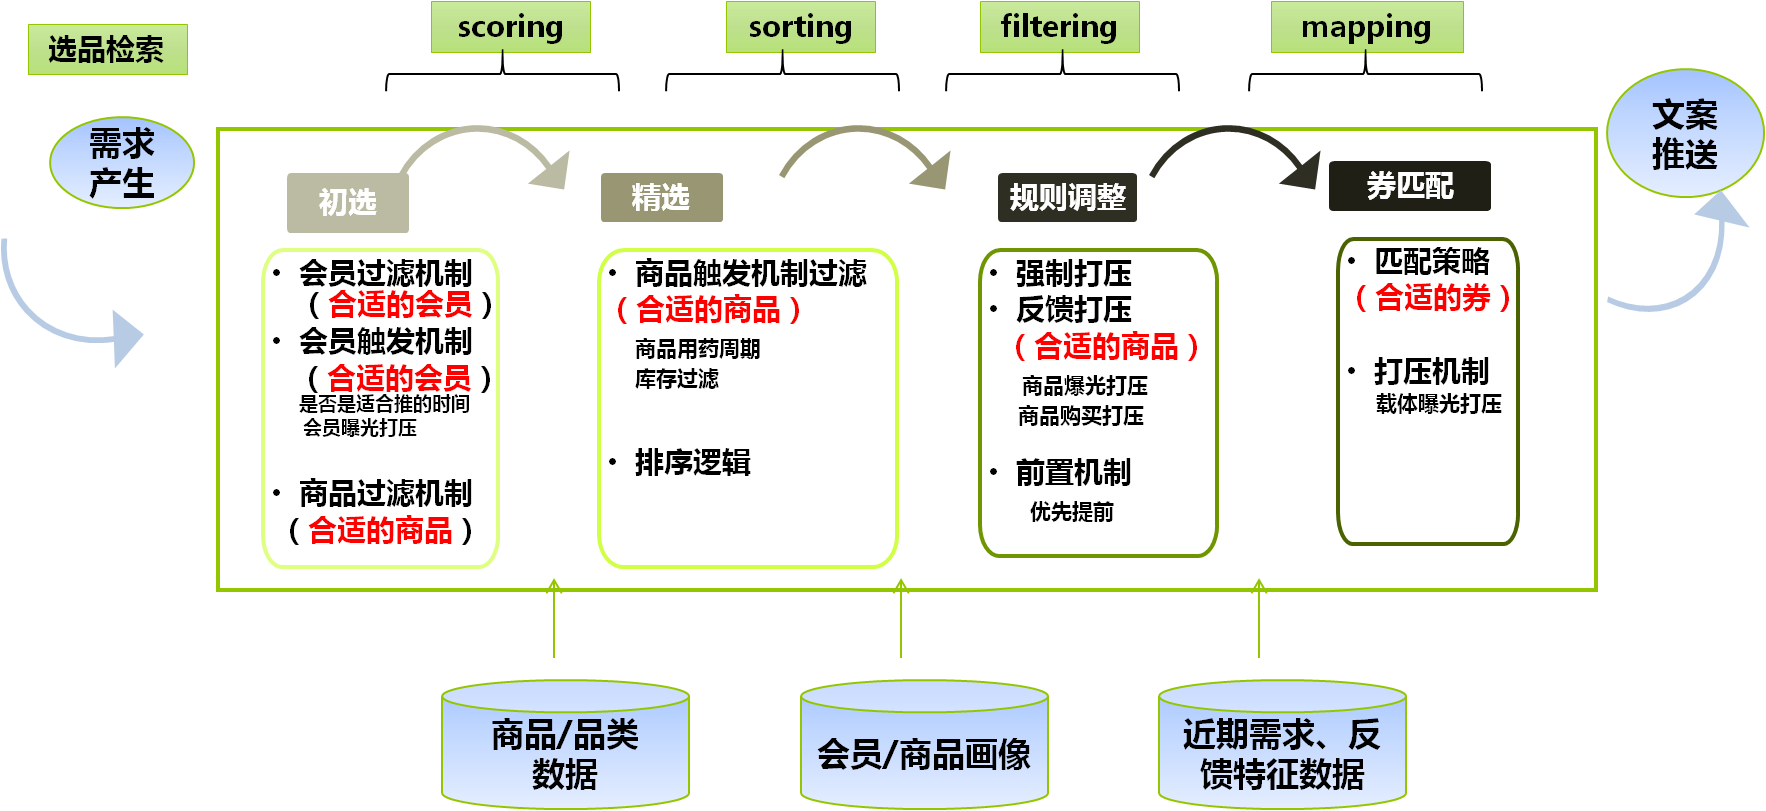 选品检索
scoring
sorting
filtering
mapping
需求
产生
文案
推送
初选
• 会员过滤机制
（合适的会员）
• 会员触发机制
（合适的会员）
是否是适合推的时间
会员曝光打压
• 商品过滤机制
（合适的商品）
精选
• 商品触发机制过滤
（合适的商品）
商品用药周期
库存过滤
• 排序逻辑
规则调整
• 强制打压
• 反馈打压
（合适的商品）
商品爆光打压
商品购买打压
• 前置机制
优先提前
券匹配
• 匹配策略
（合适的券）
• 打压机制
载体曝光打压
商品/品类
数据
会员/商品画像
近期需求、反
馈特征数据